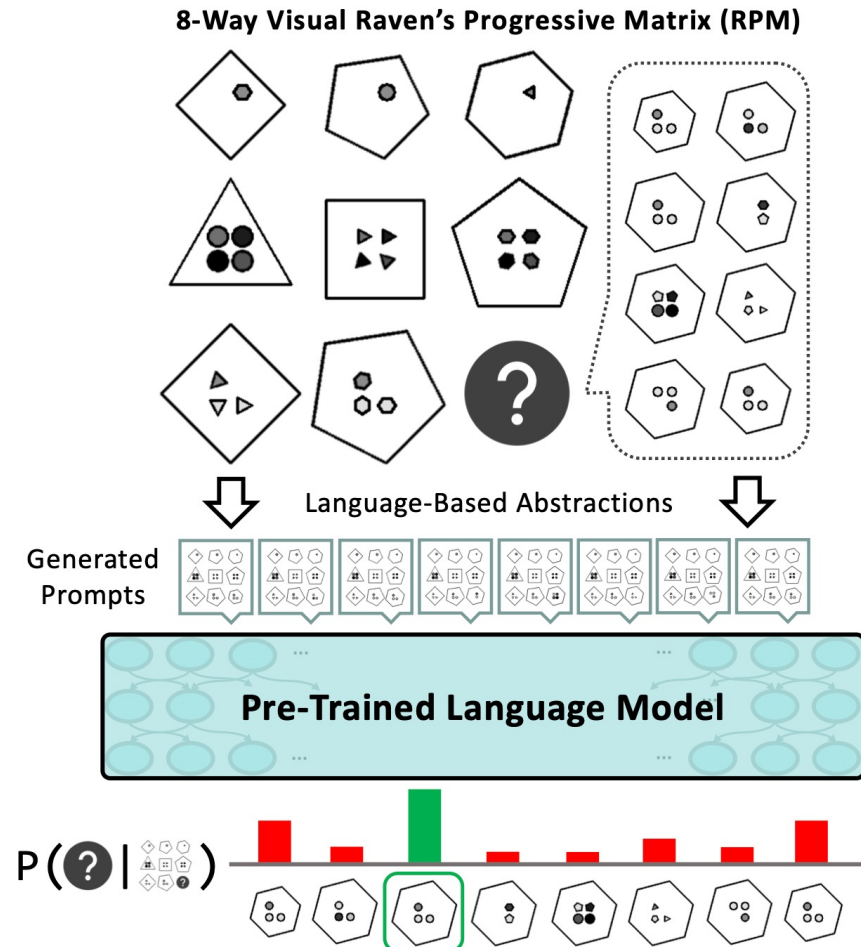 8-Way Visual Raven's Progressive Matrix (RPM)
?
Language-Based Abstractions
Generated
Prompts
... ...
Pre-Trained Language Model
... ...
P(?|?)